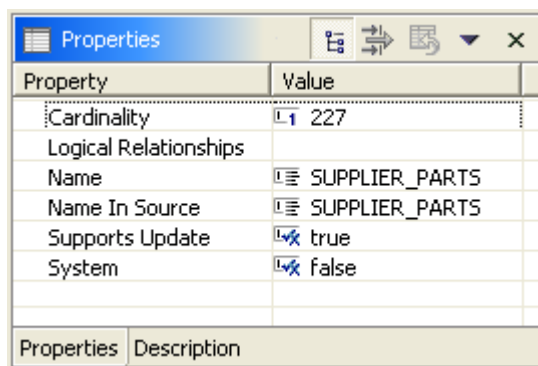 Properties
Property Value
Cardinality 227
Logical Relationships
Name SUPPLIER_PARTS
Name In Source SUPPLIER_PARTS
Supports Update true
System false
Properties Description